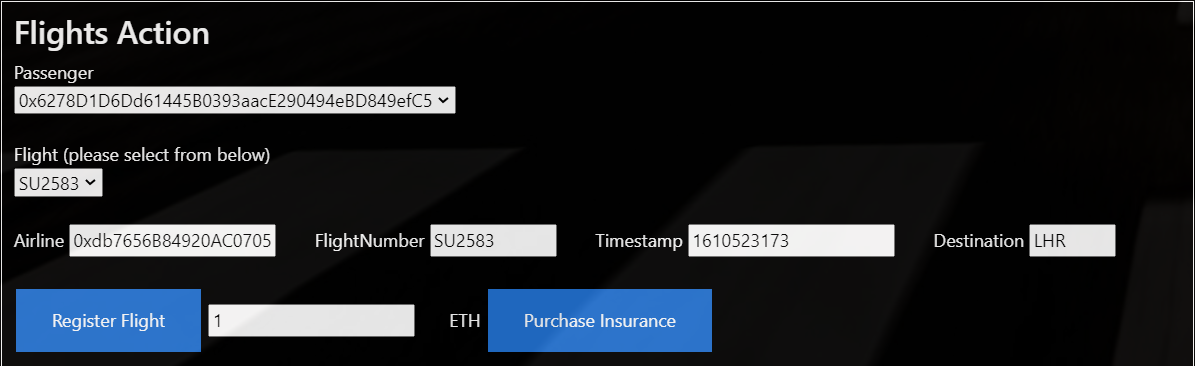 Flights Action
Passenger
0x6278D1D6Dd61445B0393aacE290494eBD849efC5
Flight (please select from below)
SU2583
Airline 0xdb7656B84920AC0705 FlightNumber SU2583 Timestamp 1610523173 Destination LHR
Register Flight 1 ETH Purchase Insurance